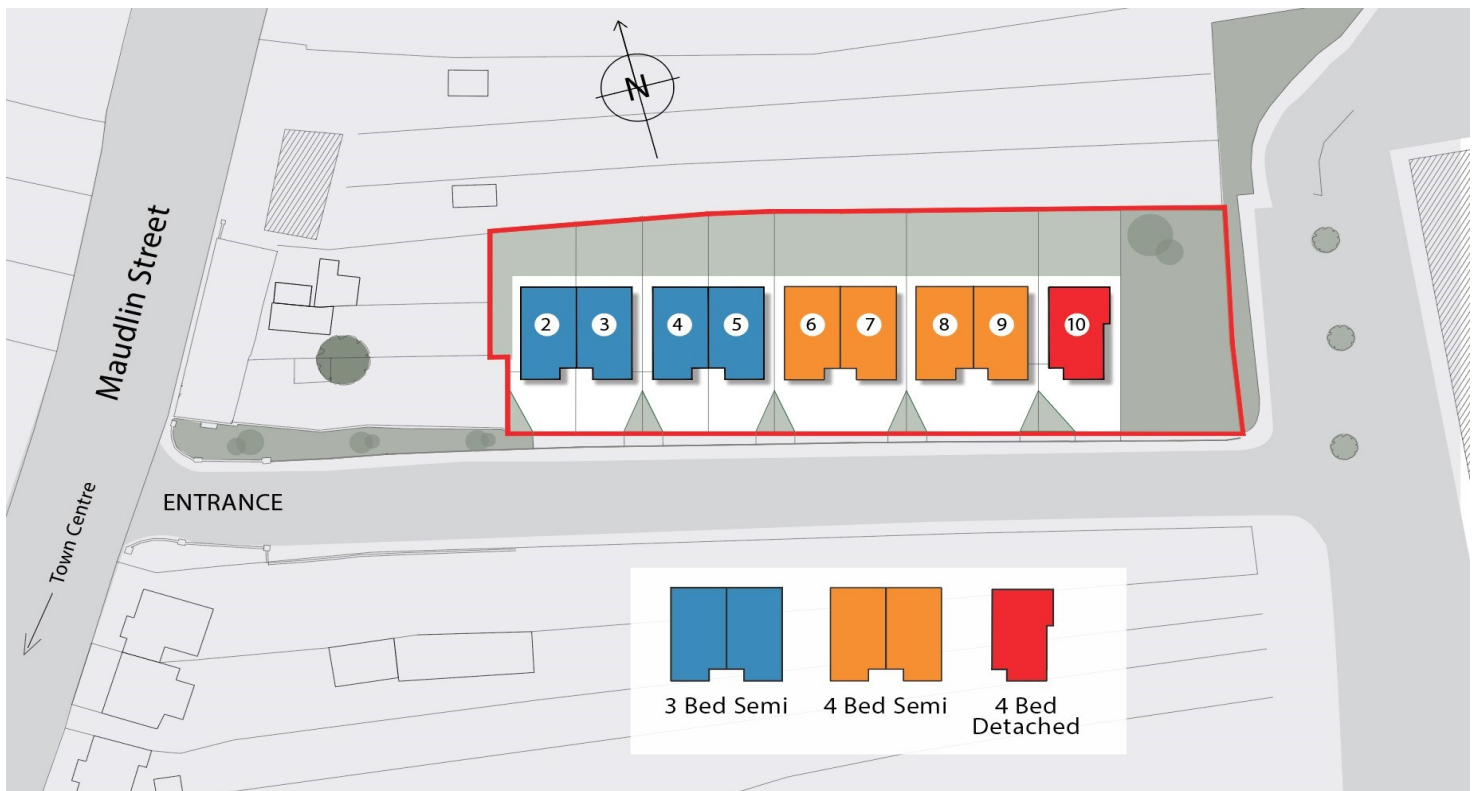 N
Maudlin Street
2
3
4
5
6
7
8
9
10
ENTRANCE
Town Centre
3 Bed Semi
4 Bed Semi
4 Bed
Detached